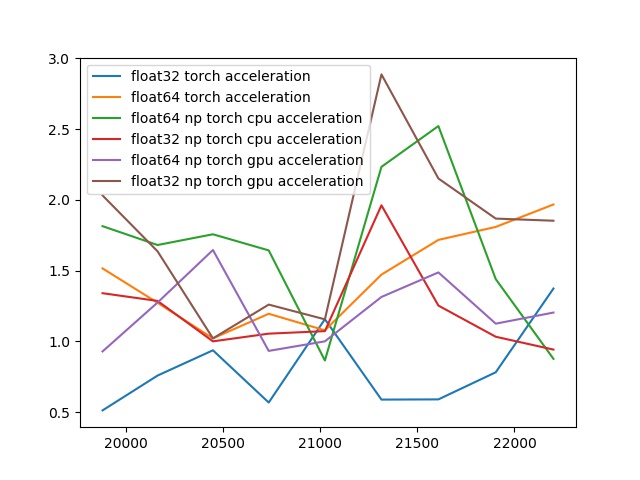 3.0
2.5
2.0
1.5
1.0
0.5
float32 torch acceleration
float64 torch acceleration
float64 np torch cpu acceleration
float32 np torch cpu acceleration
float64 np torch gpu acceleration
float32 np torch gpu acceleration
20000 20500 21000 21500 22000